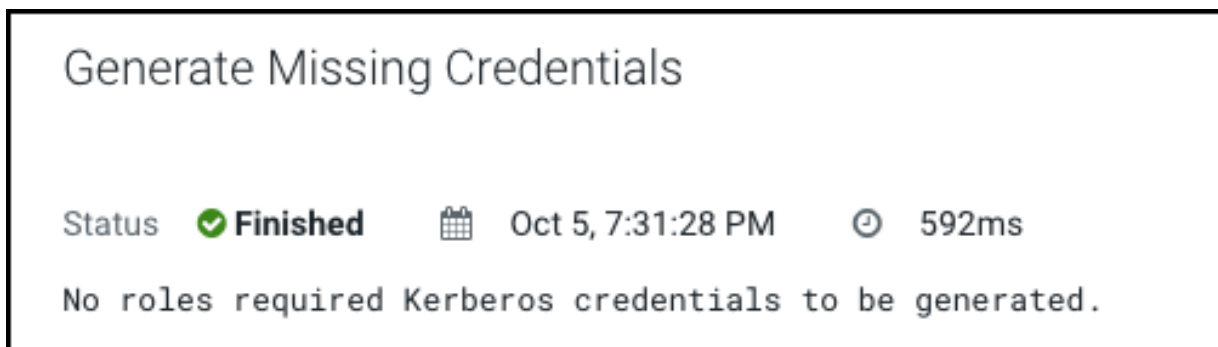 Generate Missing Credentials
Status Finished Oct 5, 7:31:28 PM 592ms
No roles required Kerberos credentials to be generated.